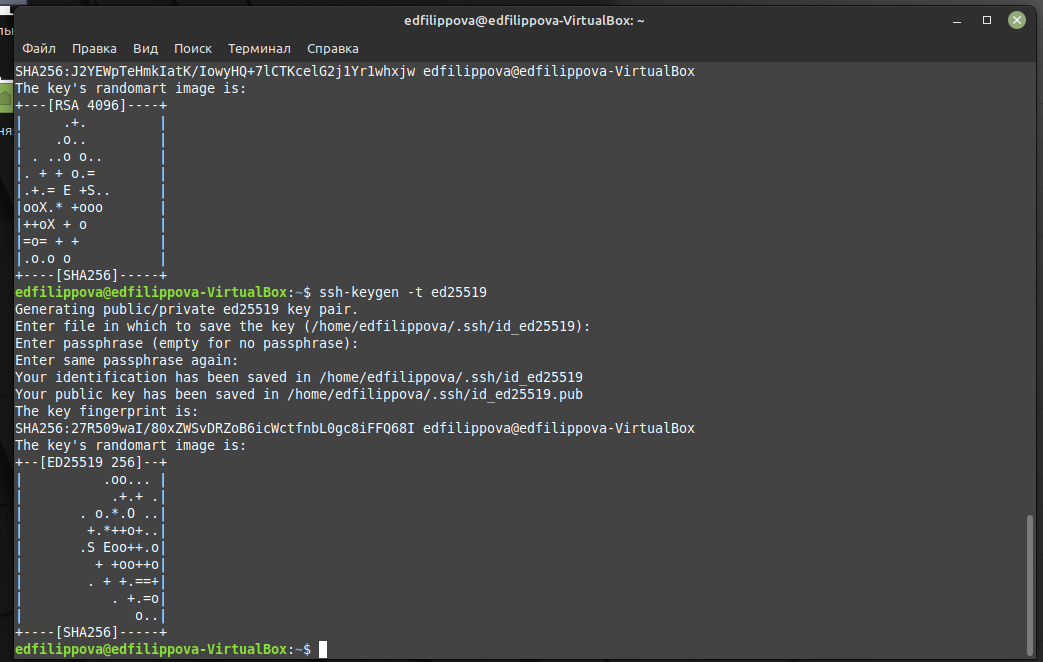 edfilippova@edfilippova-VirtualBox: ~
Файл Правка Вид Поиск Терминал Справка
SHA256:J2YEWpTeHmkIatK/IowyHQ+7lCTKcelG2j1Yr1whxjw edfilippova@edfilippova-VirtualBox
The key's randomart image is:
+---[RSA 4096]----+
|     .+.         |
|    .o..         |
| . ..o o..       |
|. + + o.=        |
|.+.= E +S..      |
|ooX.* +ooo       |
|++oX + o         |
|=o= + +          |
|.o.o o           |
+----[SHA256]-----+
edfilippova@edfilippova-VirtualBox:~$ ssh-keygen -t ed25519
Generating public/private ed25519 key pair.
Enter file in which to save the key (/home/edfilippova/.ssh/id_ed25519):
Enter passphrase (empty for no passphrase):
Enter same passphrase again:
Your identification has been saved in /home/edfilippova/.ssh/id_ed25519
Your public key has been saved in /home/edfilippova/.ssh/id_ed25519.pub
The key fingerprint is:
SHA256:27R509waI/80xZWSvDRZoB6icWctfnbL0gc8iFFQ68I edfilippova@edfilippova-VirtualBox
The key's randomart image is:
+--[ED25519 256]--+
|          .oo... |
|           .+.+ .|
|       . o.*.O ..|
|        +.*++o+..|
|       .S Eoo++.o|
|         + +oo++o|
|        . + +.==+|
|           . +.=o|
|              o..|
+----[SHA256]-----+
edfilippova@edfilippova-VirtualBox:~$